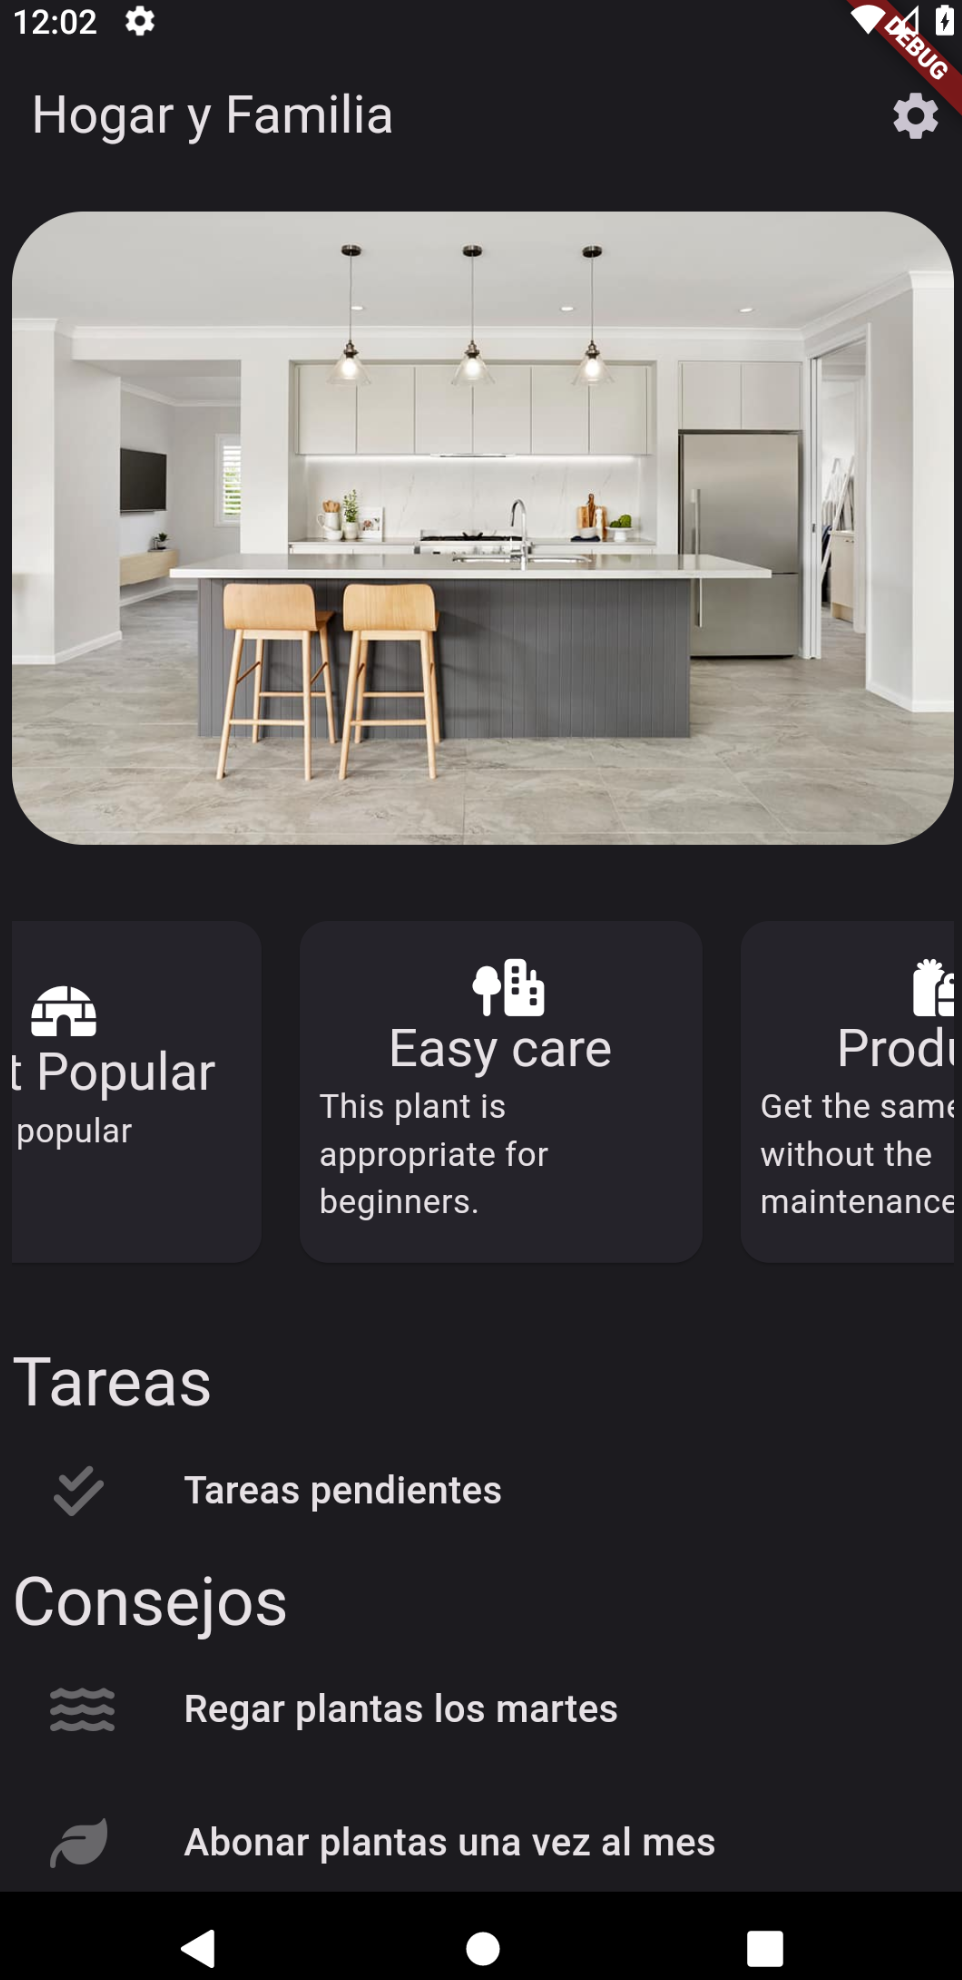 12:02
DEBUG
Hogar y Familia
t Popular
popular
Easy care
This plant is
appropriate for
beginners.
Produ
Get the same
without the
maintenance
Tareas
Tareas pendientes
Consejos
Regar plantas los martes
Abonar plantas una vez al mes